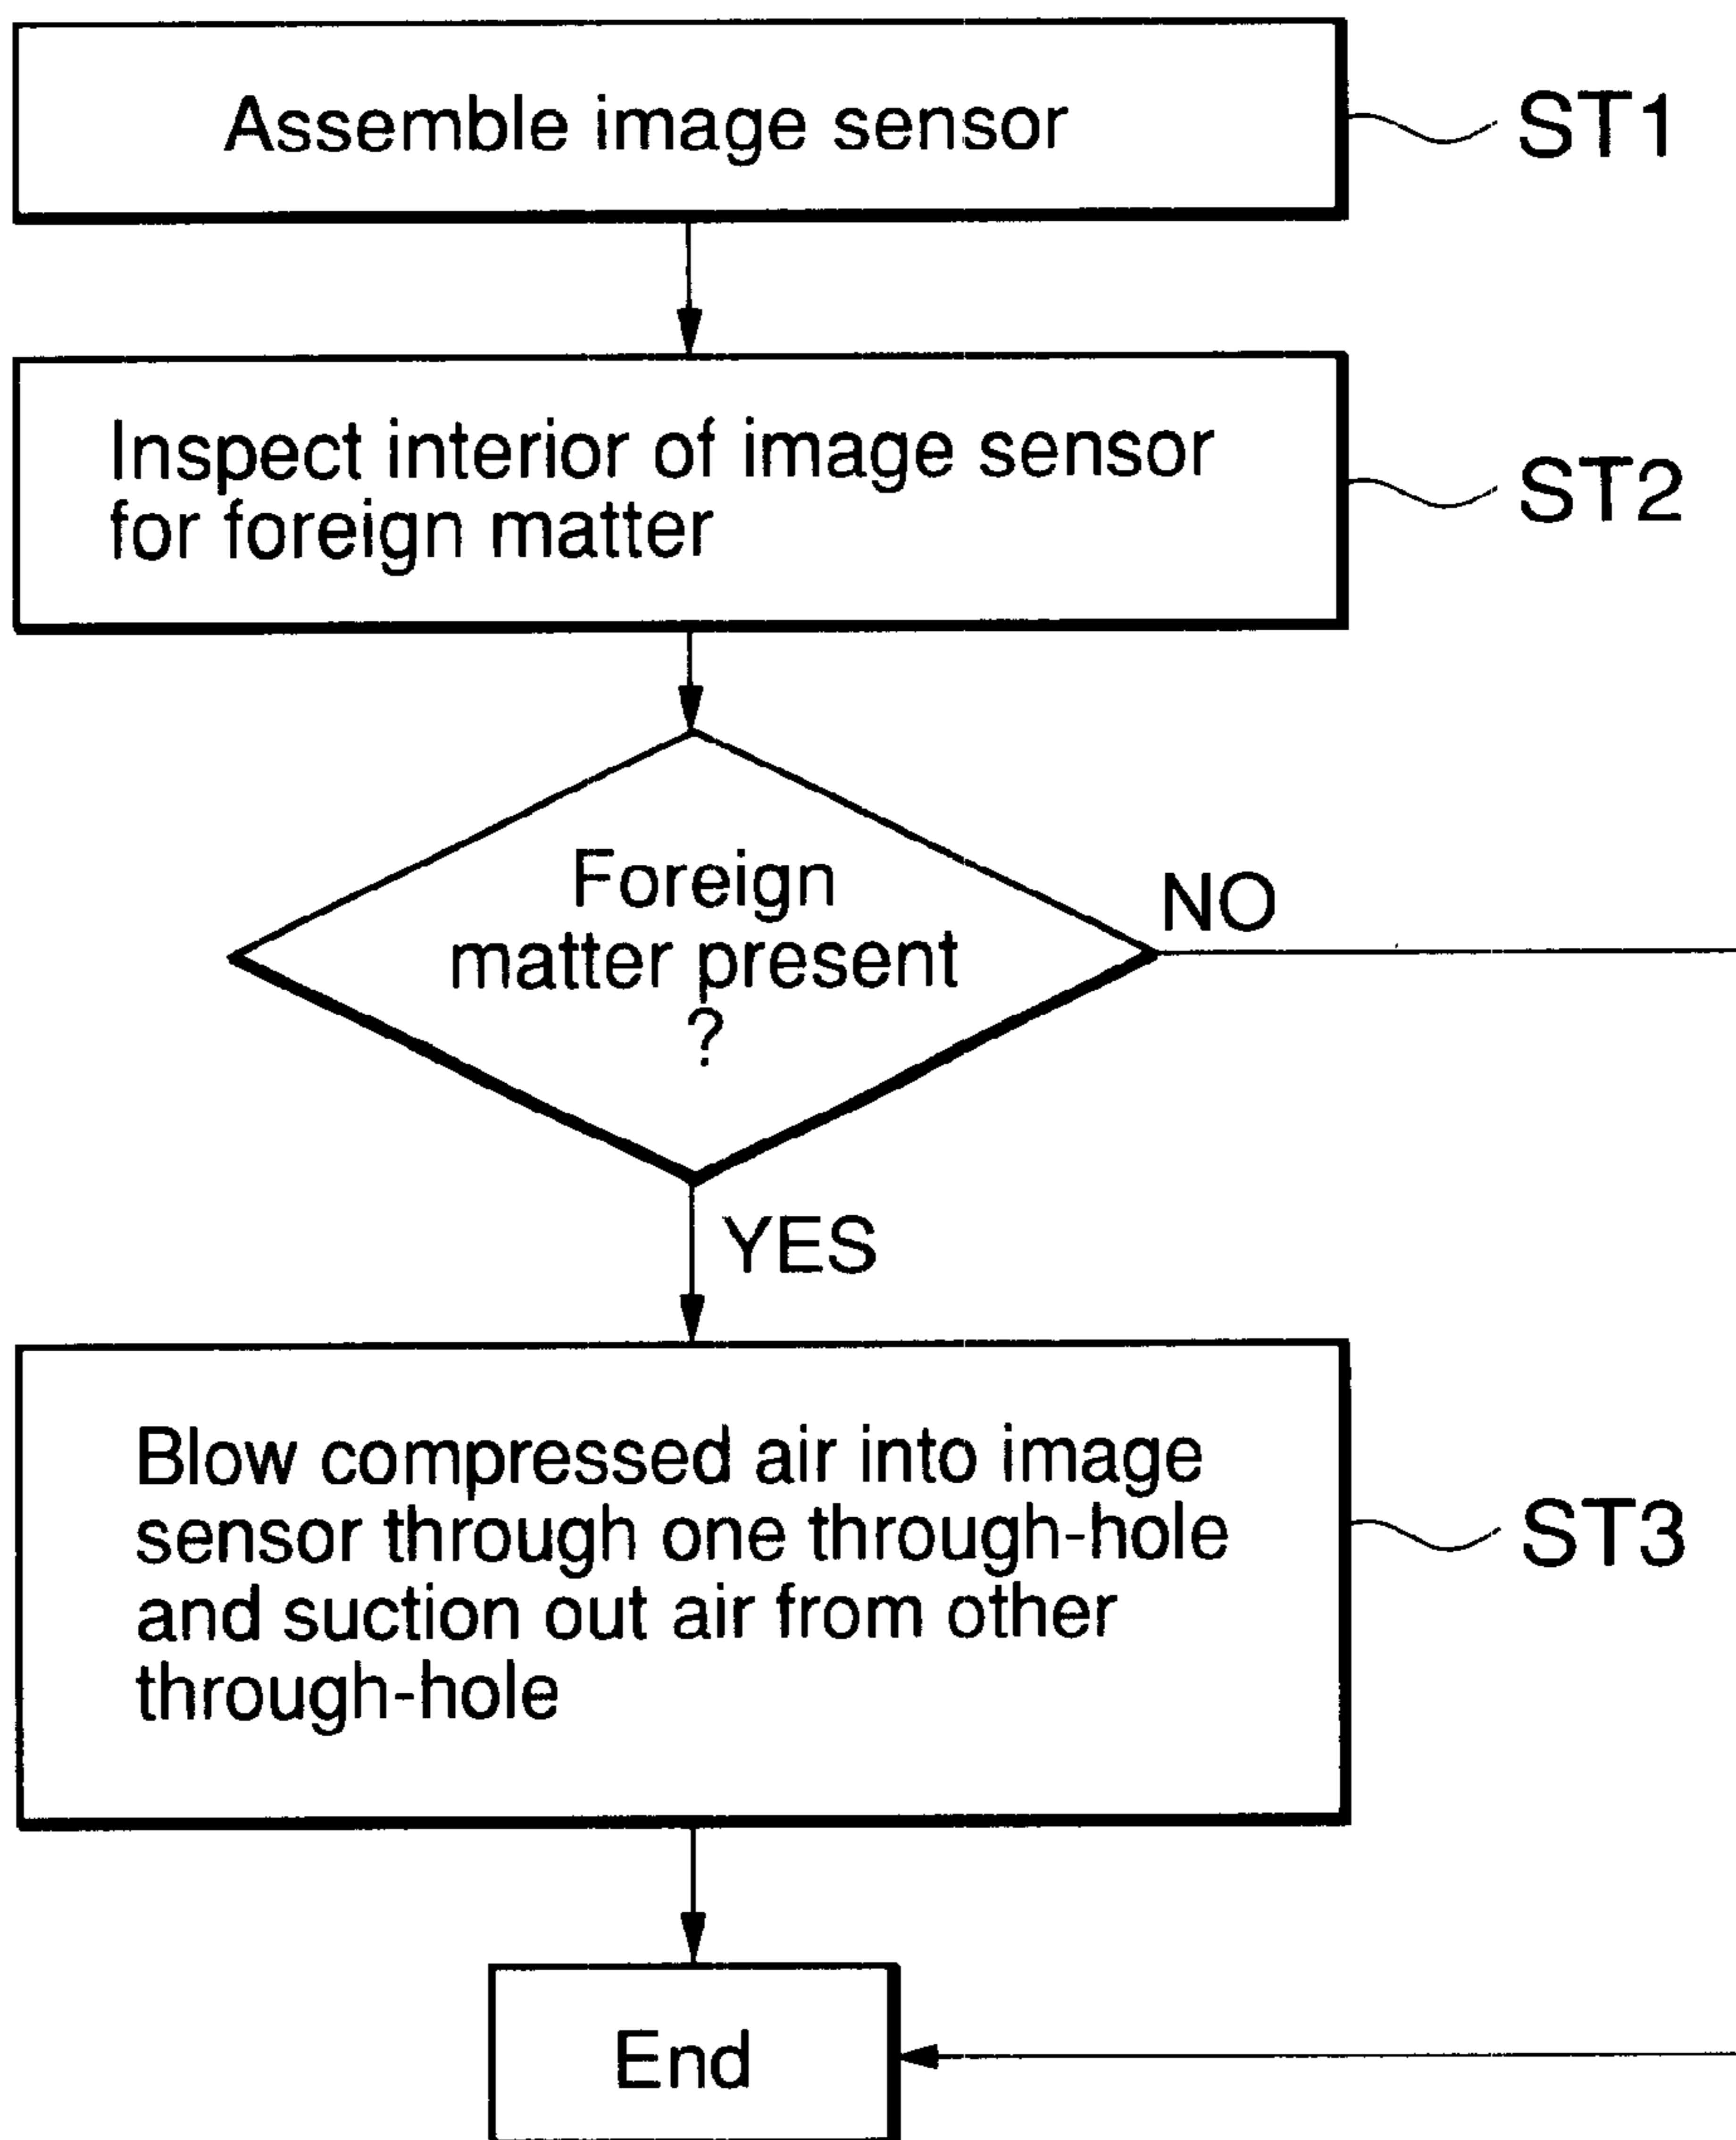 Assemble image sensor
ST1
Inspect interior of image sensor
for foreign matter
ST2
Foreign
matter present
?
NO
YES
Blow compressed air into image
sensor through one through-hole
and suction out air from other
through-hole
ST3
End